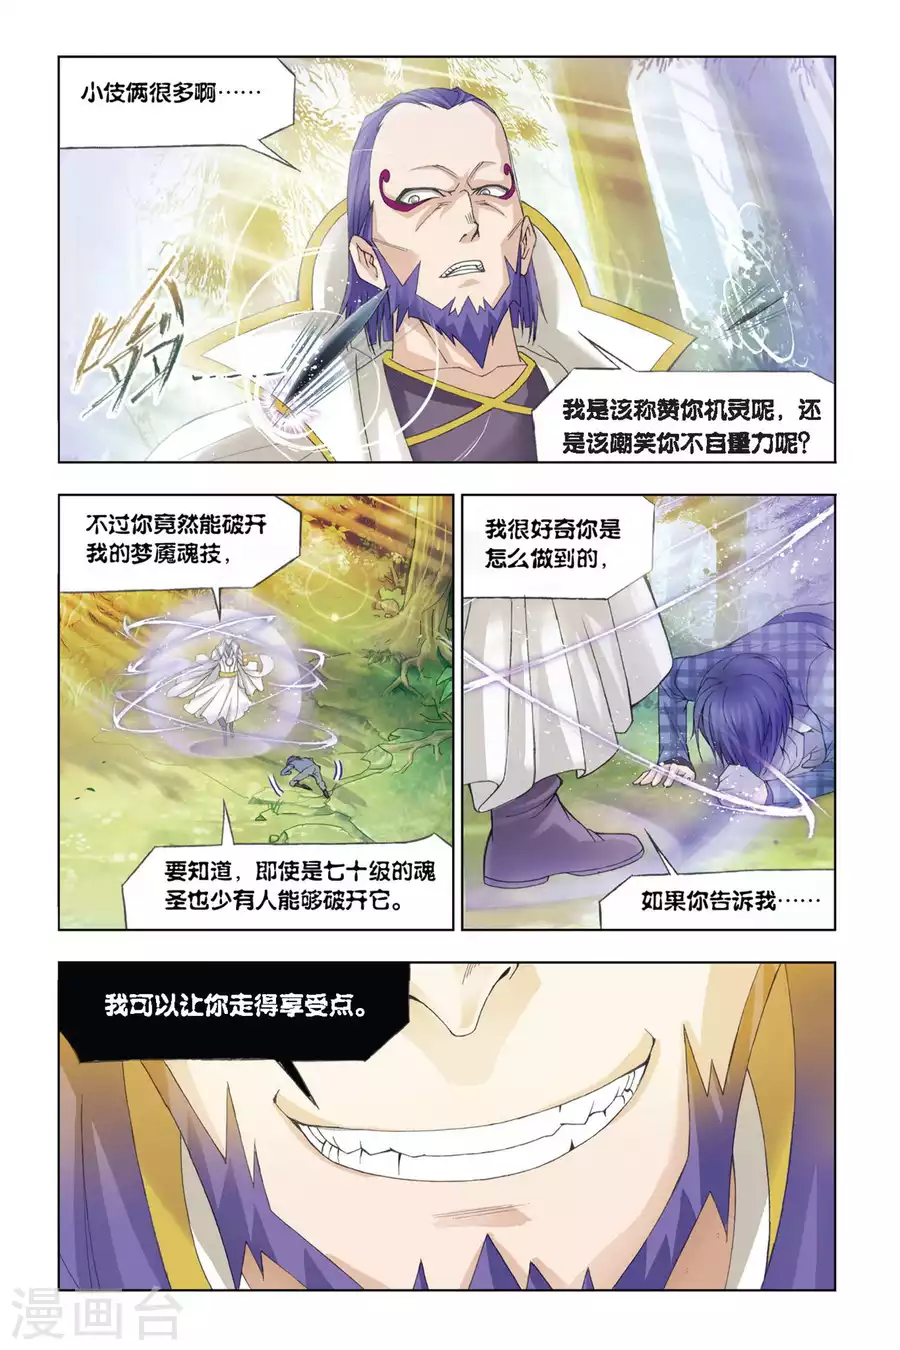 小伎俩很多啊……
我是该称赞你机灵呢，还
是该嘲笑你不自量力呢？
不过你竟然能破开
我的梦魇魂技，
要知道，即使是七十级的魂
圣也少有人能够破开它。
我很好奇你是
怎么做到的，
如果你告诉我……
我可以让你走得享受点。
漫画台